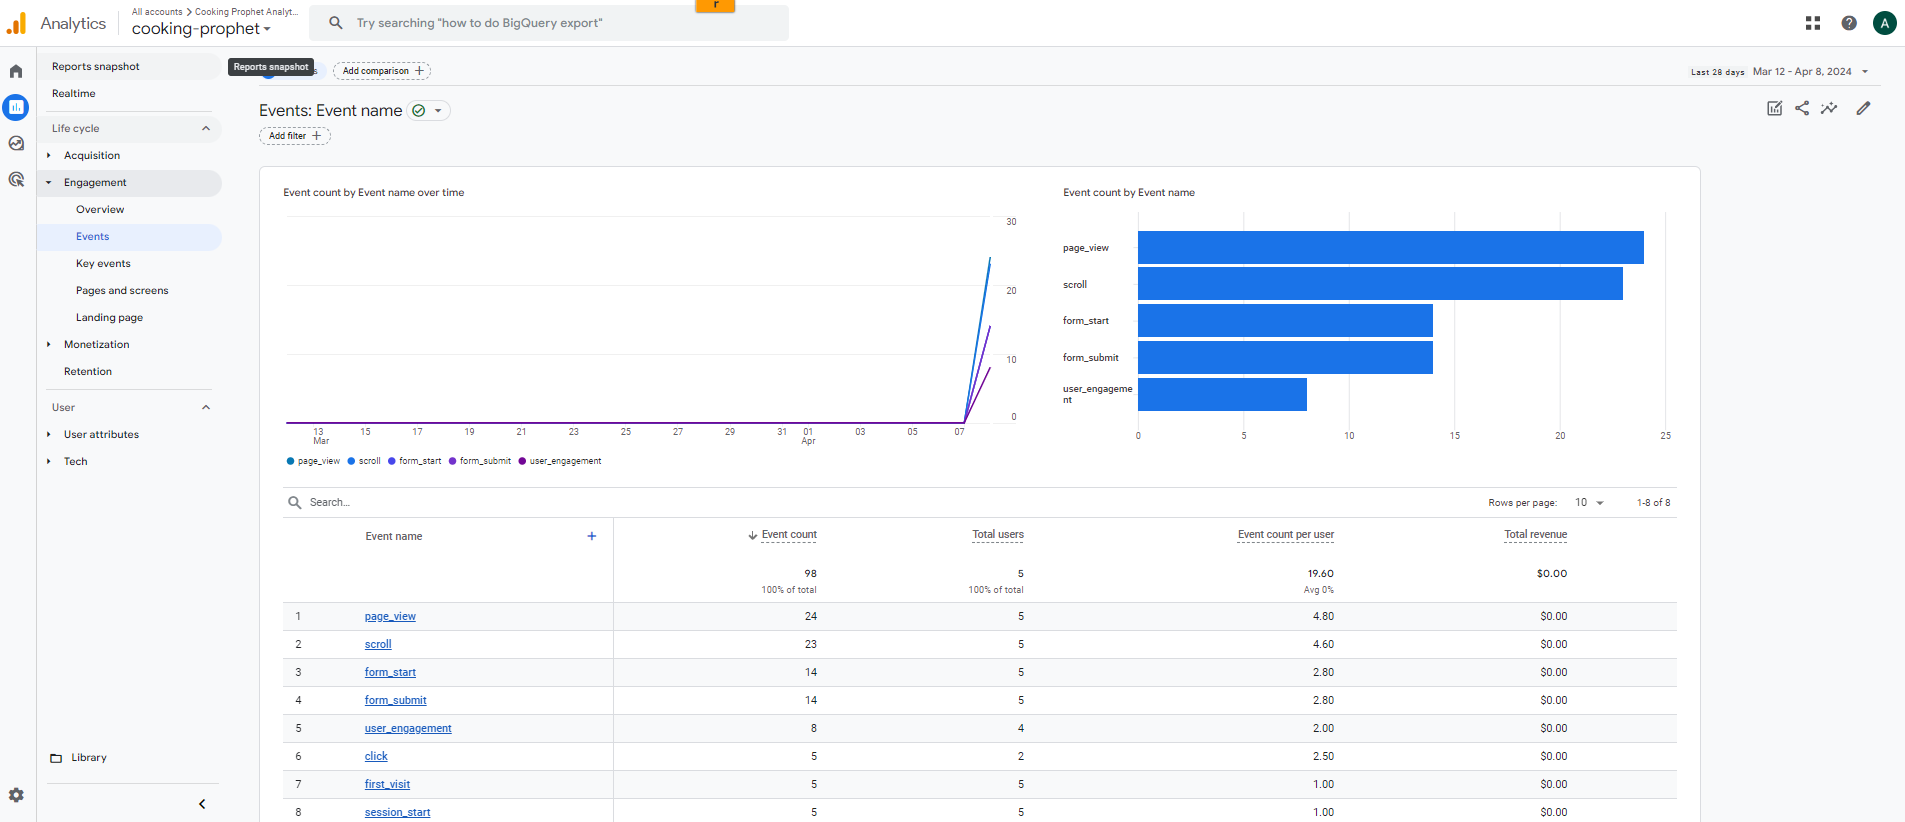 Analytics
All accounts > Cooking Prophet Analyt...
cooking-prophet
Try searching "how to do BigQuery export"
r
A
Reports snapshot
Realtime
Life cycle
Acquisition
Engagement
Overview
Events
Key events
Pages and screens
Landing page
Monetization
Retention
User
User attributes
Tech
Library
Reports snapshot
Add comparison +
Last 28 days Mar 12 - Apr 8, 2024
Events: Event name
Add filter +
Event count by Event name over time
30
20
10
0
13 15 17 19 21 23 25 27 29 31 01 03 05 07
Mar Apr
page_view scroll form_start form_submit user_engagement
Event count by Event name
page_view
scroll
form_start
form_submit
user_engageme
nt
0 5 10 15 20 25
Search...
Rows per page: 10 1-8 of 8
Event name + Event count Total users Event count per user Total revenue
98 5 19.60 $0.00
100% of total 100% of total Avg 0%
1 page_view 24 5 4.80 $0.00
2 scroll 23 5 4.60 $0.00
3 form_start 14 5 2.80 $0.00
4 form_submit 14 5 2.80 $0.00
5 user_engagement 8 4 2.00 $0.00
6 click 5 2 2.50 $0.00
7 first_visit 5 5 1.00 $0.00
8 session_start 5 5 1.00 $0.00